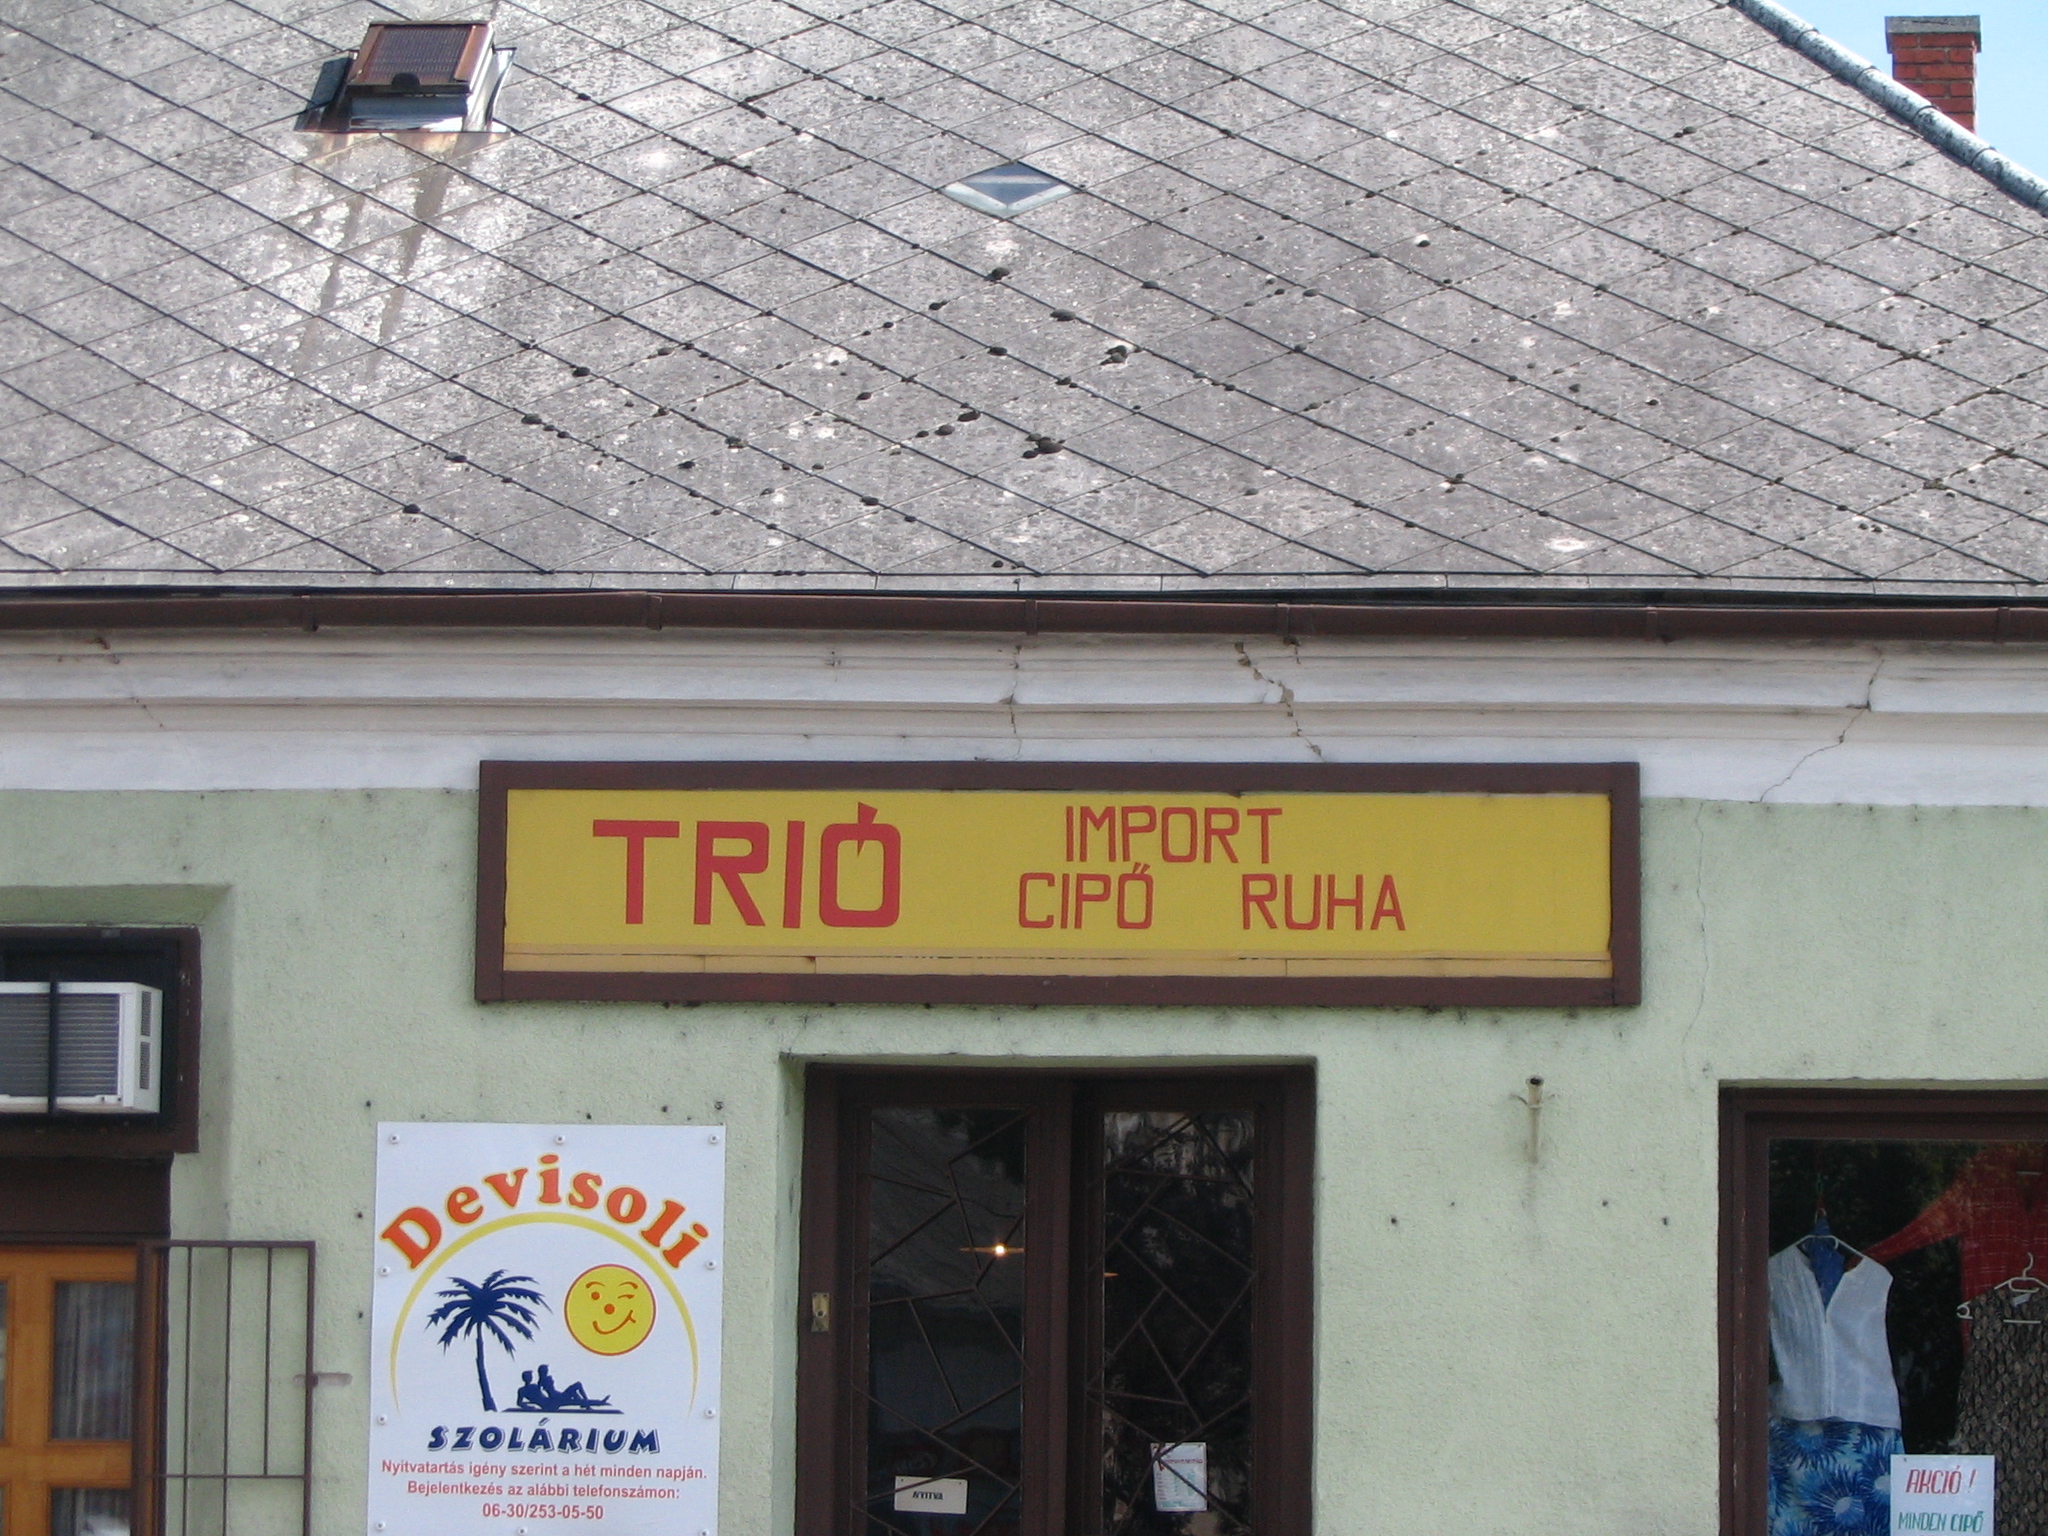 TRIÓ
IMPORT
CIPŐ RUHA
Devisoli
SZOLÁRIUM
Nyitvatartás igény szerint a hét minden napján.
Bejelentkezés az alábbi telefonszámon:
06-30/253-05-50
NYITVA
AKCIÓ !
MINDEN CIPŐ